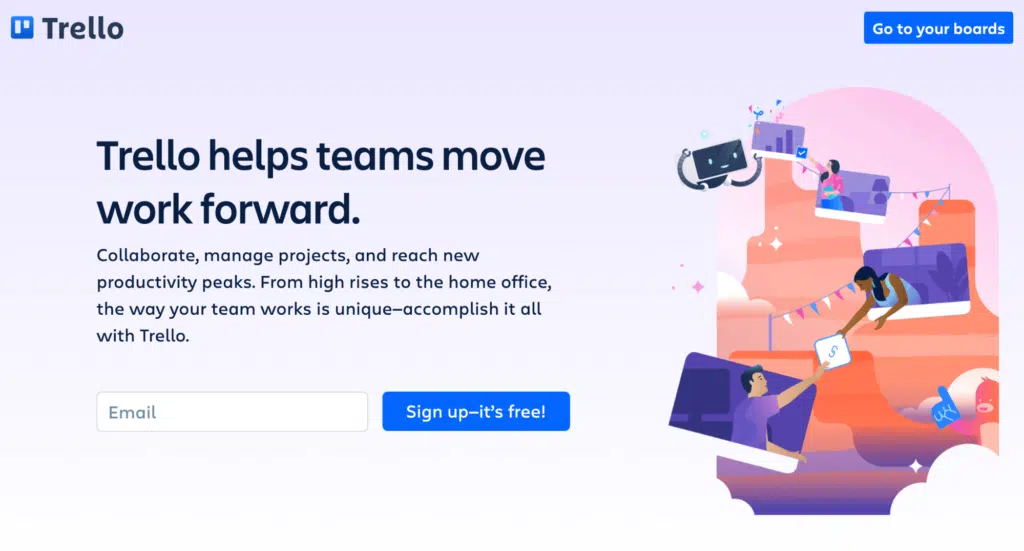 Trello
Go to your boards
Trello helps teams move
work forward.
Collaborate, manage projects, and reach new
productivity peaks. From high rises to the home office,
the way your team works is unique—accomplish it all
with Trello.
Email
Sign up—it’s free!